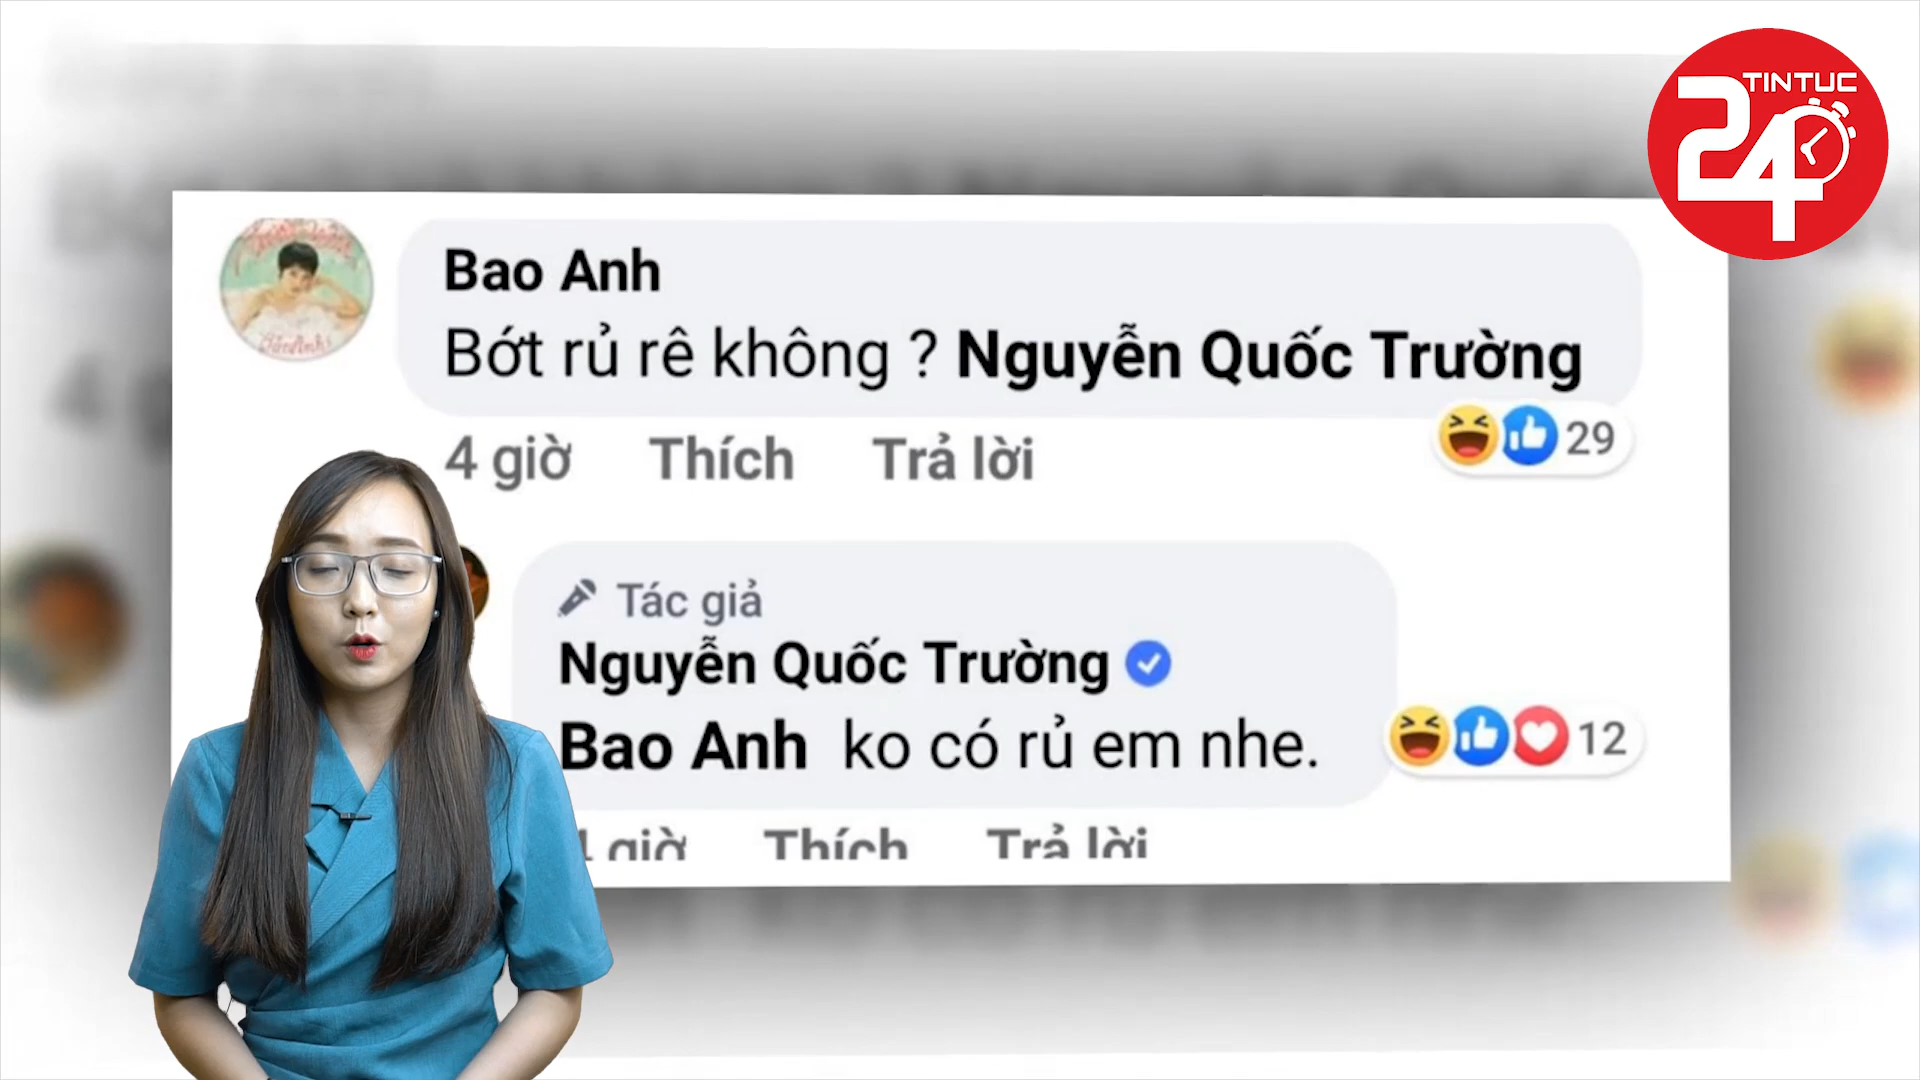 TINTUC
24
Bao Anh
Bớt rủ rê không ? Nguyễn Quốc Trường
4 giờ Thích Trả lời
29
Tác giả
Nguyễn Quốc Trường
Bao Anh ko có rủ em nhe.
12
giờ Thích Trả lời